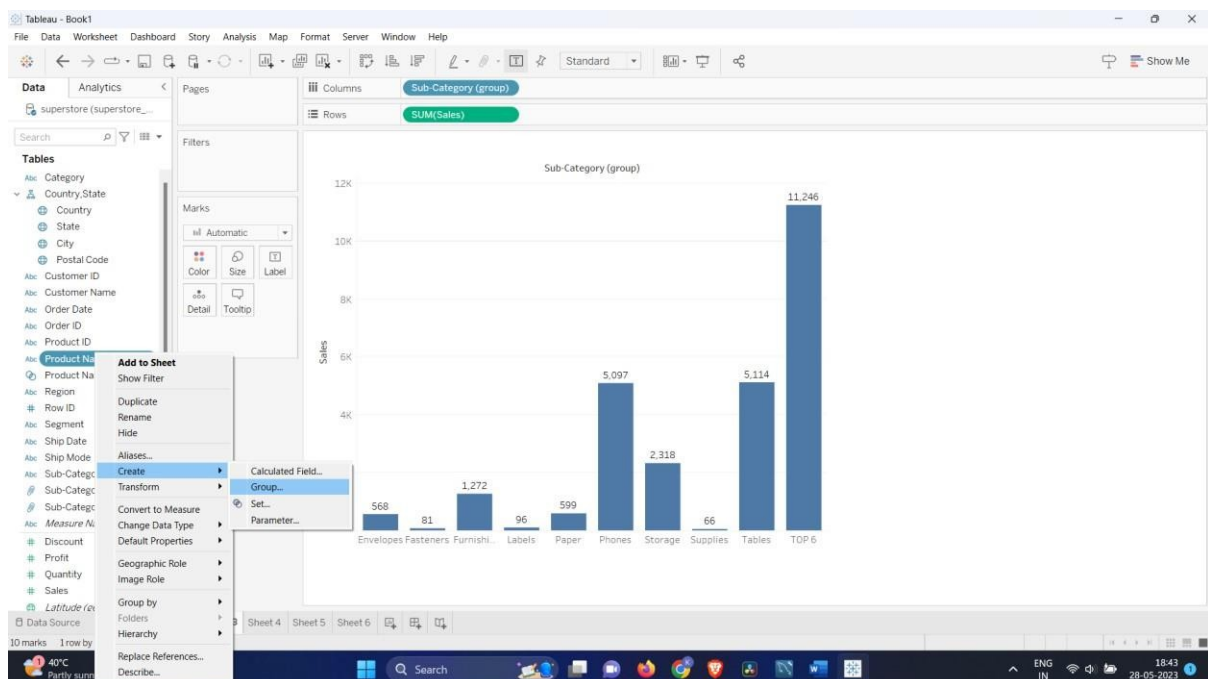 Tableau - Book1
File Data Worksheet Dashboard Story Analysis Map Format Server Window Help
Standard
Show Me
Data Analytics
superstore (superstore_...
Search
Tables
Abc Category
Country,State
Country
State
City
Postal Code
Abc Customer ID
Abc Customer Name
Abc Order Date
Abc Order ID
Abc Product ID
Abc Product Na
Product Na
Abc Region
# Row ID
Abc Segment
Abc Ship Date
Abc Ship Mode
Abc Sub-Catego
Sub-Catego
Sub-Catego
Abc Measure Na
# Discount
# Profit
# Quantity
# Sales
Latitude (ge
Pages
Filters
Marks
Automatic
Color Size Label
Detail Tooltip
Columns Sub-Category (group)
Rows SUM(Sales)
Sub-Category (group)
12K
10K
8K
6K
4K
Sales
568
81
1,272
96
599
5,097
2,318
66
5,114
11,246
Envelopes Fasteners Furnishi.. Labels Paper Phones Storage Supplies Tables TOP 6
Add to Sheet
Show Filter
Duplicate
Rename
Hide
Aliases...
Create
Transform
Convert to Measure
Change Data Type
Default Properties
Geographic Role
Image Role
Group by
Folders
Hierarchy
Replace References...
Describe...
Calculated Field...
Group...
Set...
Parameter...
Data Source
Sheet 4 Sheet 5 Sheet 6
10 marks 1 row by
1
40°C
Partly sunn
Search
ENG
IN
18:43
28-05-2023
1